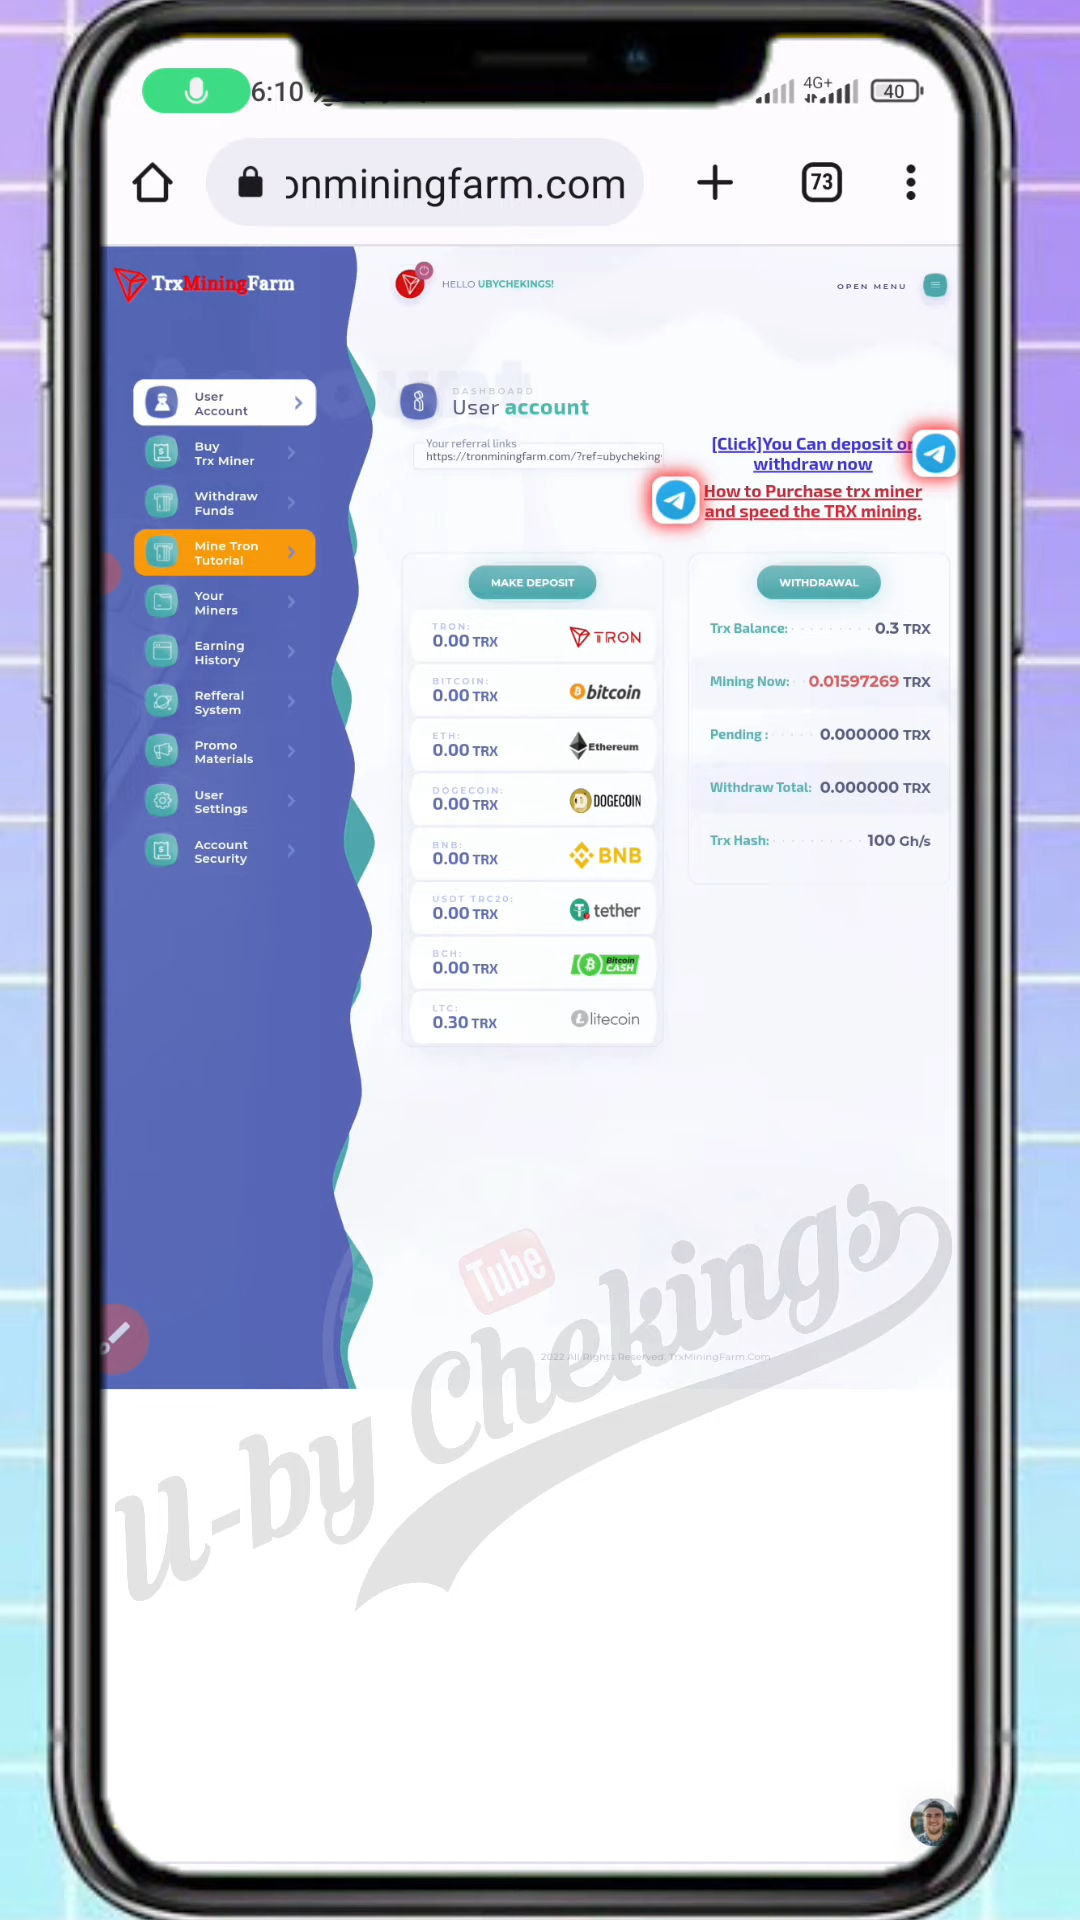 6:10
4G+
40
onminingfarm.com
73
TrxMiningFarm
HELLO UBYCHEKINGS!
OPEN MENU
User
Account
Buy
Trx Miner
Withdraw
Funds
Mine Tron
Tutorial
Your
Miners
Earning
History
Refferal
System
Promo
Materials
User
Settings
Account
Security
Account
DASHBOARD
User account
Your referral links
https://tronminingfarm.com/?ref=ubychekings
[Click]You Can deposit or
withdraw now
How to Purchase trx miner
and speed the TRX mining.
MAKE DEPOSIT
TRON:
0.00 TRX
TRON
BITCOIN:
0.00 TRX
bitcoin
ETH:
0.00 TRX
Ethereum
DOGECOIN:
0.00 TRX
DOGECOIN
BNB:
0.00 TRX
BNB
USDT TRC20:
0.00 TRX
tether
BCH:
0.00 TRX
Bitcoin
CASH
LTC:
0.30 TRX
litecoin
WITHDRAWAL
Trx Balance: 0.3 TRX
Mining Now: 0.01597269 TRX
Pending : 0.000000 TRX
Withdraw Total: 0.000000 TRX
Trx Hash: 100 Gh/s
Tube
U-by Chekings
2022 All Rights Reserved. TrxMiningFarm.Com